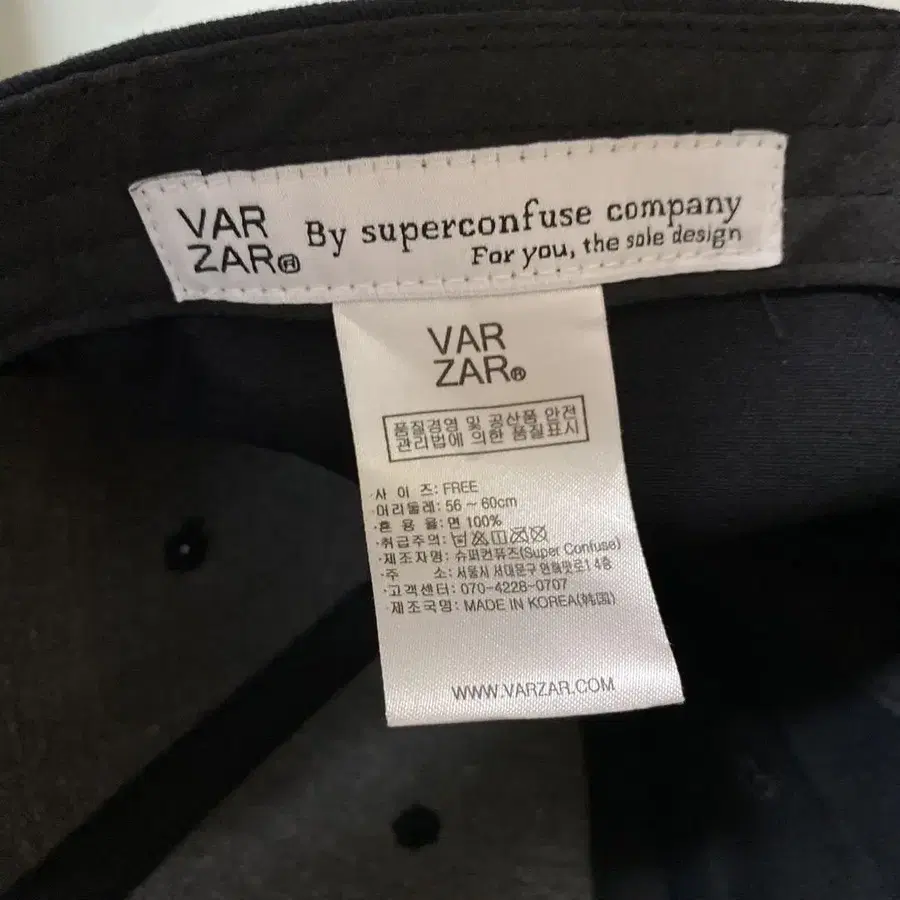 VAR
ZAR®
By superconfuse company
For you, the sole design
VAR
ZAR®
품질경영 및 공산품 안전
관리법에 의한 품질표시
·사 이 즈: FREE
·머리둘레: 56 ~ 60cm
·혼 용 율: 면 100%
·취급주의:
·제조자명: 슈퍼컨퓨즈(Super Confuse)
·주 소: 서울시 서대문구 연희맛로1 4층
·고객센터: 070-4228-0707
·제조국명: MADE IN KOREA(韩国)
WWW.VARZAR.COM